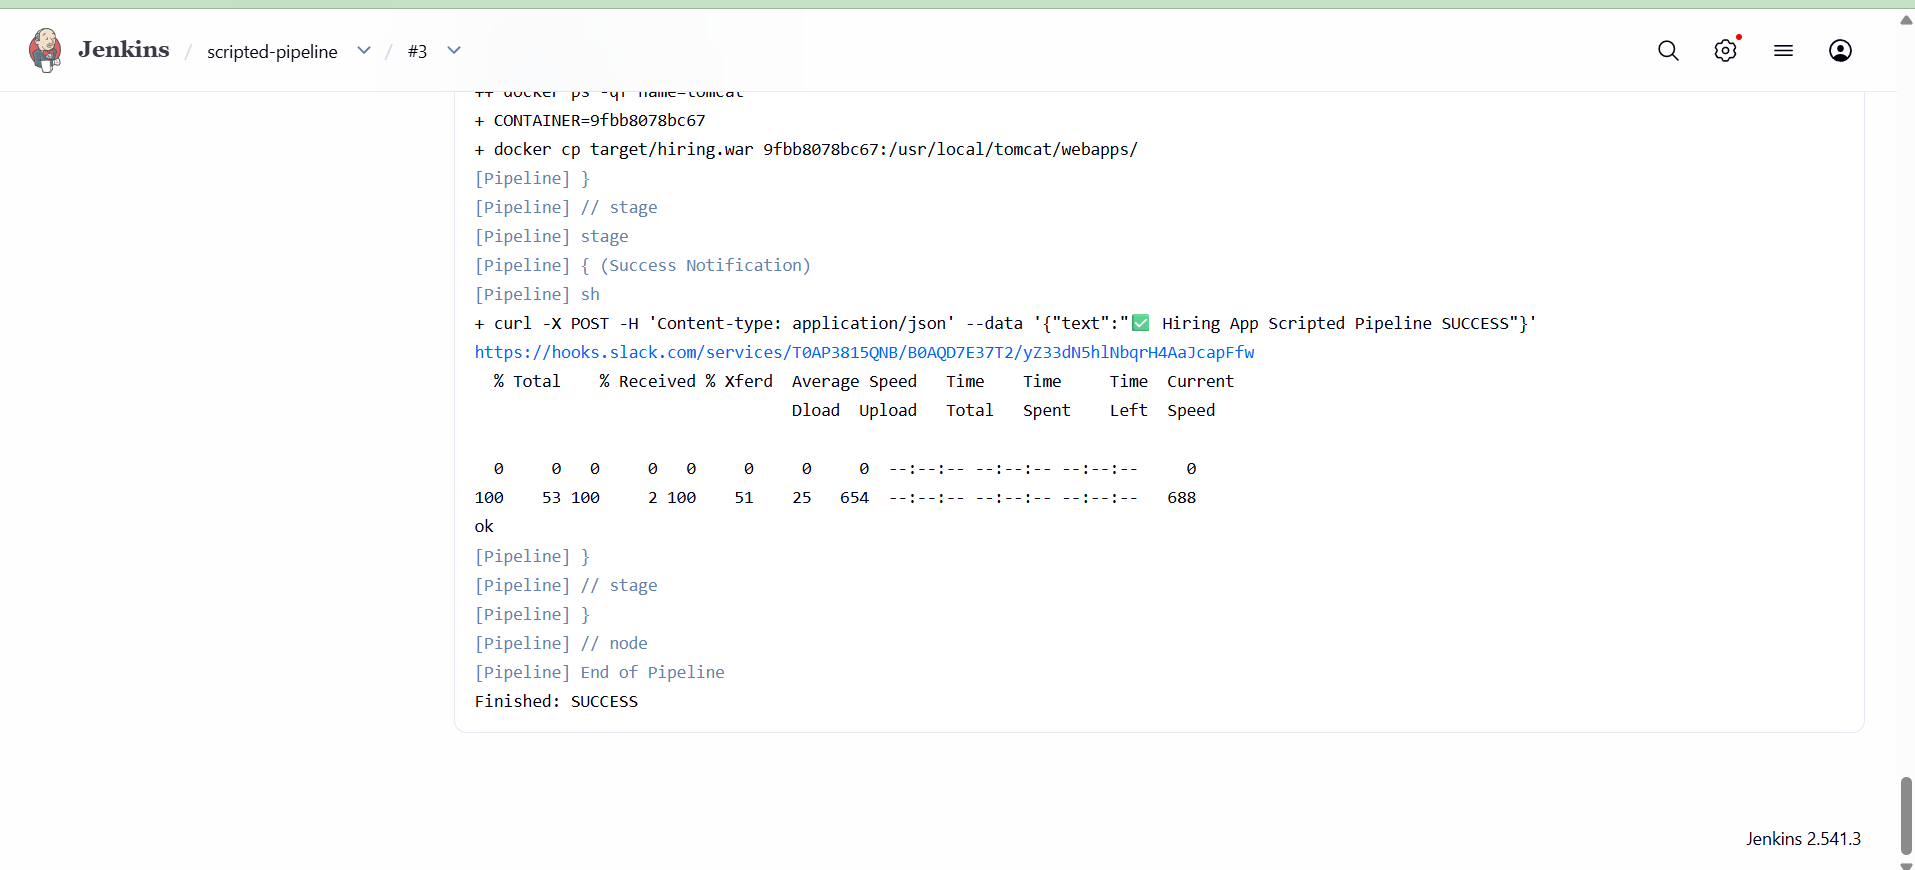 Jenkins / scripted-pipeline / #3
++ docker ps -qf name=tomcat
+ CONTAINER=9fbb8078bc67
+ docker cp target/hiring.war 9fbb8078bc67:/usr/local/tomcat/webapps/
[Pipeline] }
[Pipeline] // stage
[Pipeline] stage
[Pipeline] { (Success Notification)
[Pipeline] sh
+ curl -X POST -H 'Content-type: application/json' --data '{"text":"✅ Hiring App Scripted Pipeline SUCCESS"}'
https://hooks.slack.com/services/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
% Total    % Received % Xferd  Average Speed   Time    Time     Time  Current
Dload  Upload   Total   Spent    Left  Speed
0     0   0     0   0     0     0     0  --:--:-- --:--:-- --:--:--     0
100    53 100     2 100    51    25   654  --:--:-- --:--:-- --:--:--   688
ok
[Pipeline] }
[Pipeline] // stage
[Pipeline] }
[Pipeline] // node
[Pipeline] End of Pipeline
Finished: SUCCESS
Jenkins 2.541.3